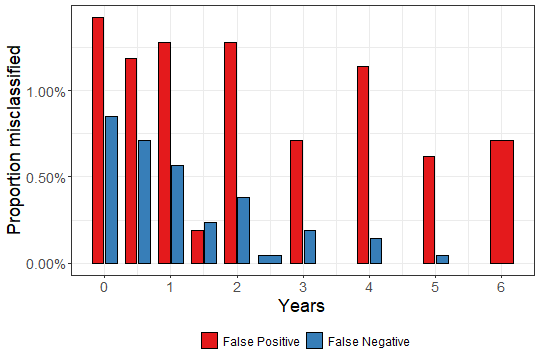 Proportion misclassified
1.00%
0.50%
0.00%
0 1 2 3 4 5 6
Years
False Positive False Negative